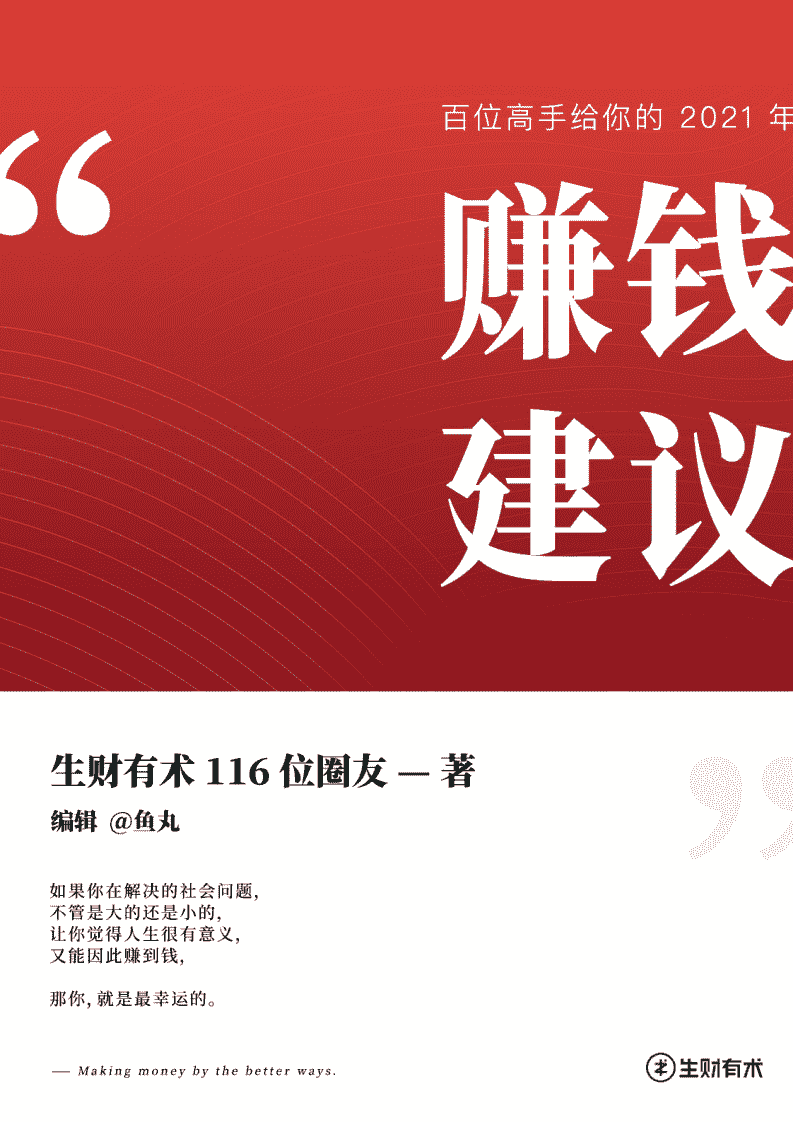 百位高手给你的 2021 年
赚钱
建议
生财有术 116 位圈友 — 著
编辑 @鱼丸
如果你在解决的社会问题,
不管是大的还是小的,
让你觉得人生很有意义,
又能因此赚到钱,
那你, 就是最幸运的。
— Making money by the better ways.
生财有术